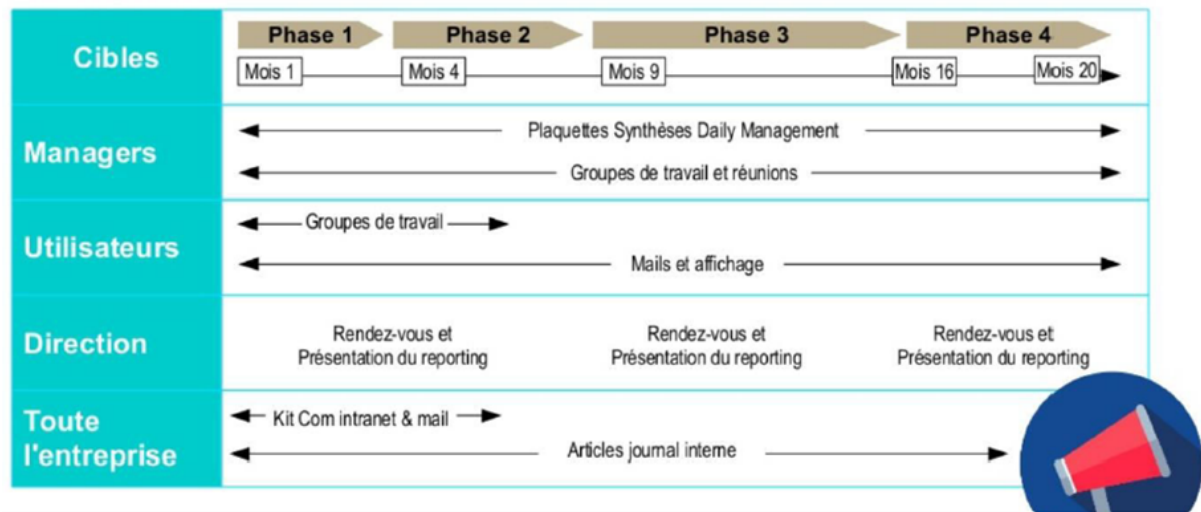 Cibles
Phase 1
Phase 2
Phase 3
Phase 4
Mois 1
Mois 4
Mois 9
Mois 16
Mois 20
Managers
Plaquettes Synthèses Daily Management
Groupes de travail et réunions
Utilisateurs
Groupes de travail
Mails et affichage
Direction
Rendez-vous et
Présentation du reporting
Rendez-vous et
Présentation du reporting
Rendez-vous et
Présentation du reporting
Toute
l'entreprise
Kit Com intranet & mail
Articles journal interne